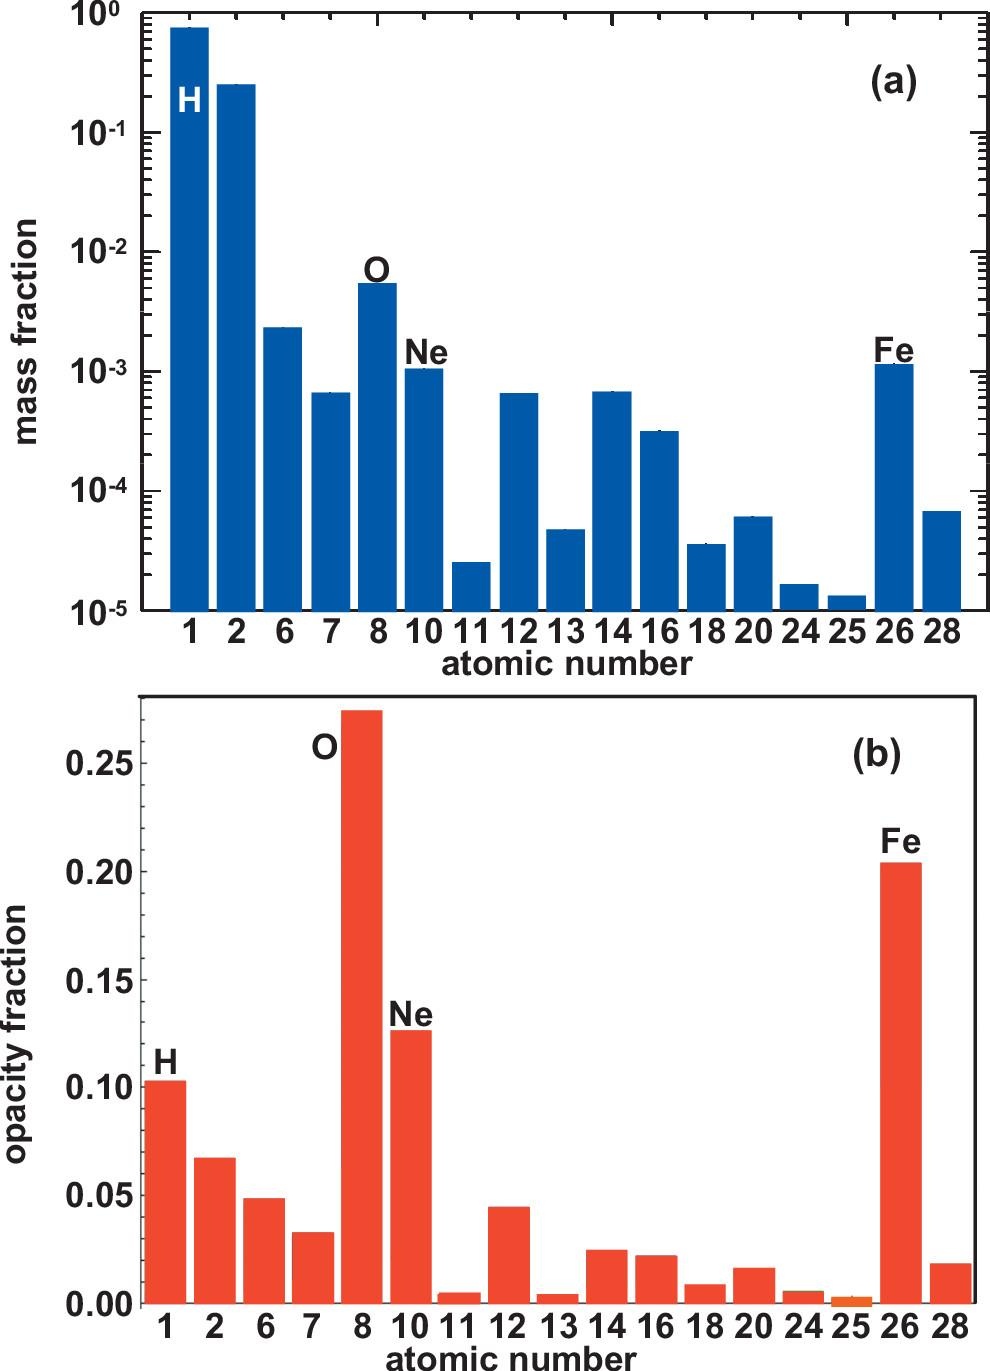 10⁰
(a)
H
10⁻¹
10⁻²
O
Ne
Fe
10⁻³
10⁻⁴
10⁻⁵
mass fraction
1 2 6 7 8 10 11 12 13 14 16 18 20 24 25 26 28
atomic number
O
(b)
0.25
Fe
0.20
0.15
Ne
H
0.10
0.05
0.00
opacity fraction
1 2 6 7 8 10 11 12 13 14 16 18 20 24 25 26 28
atomic number